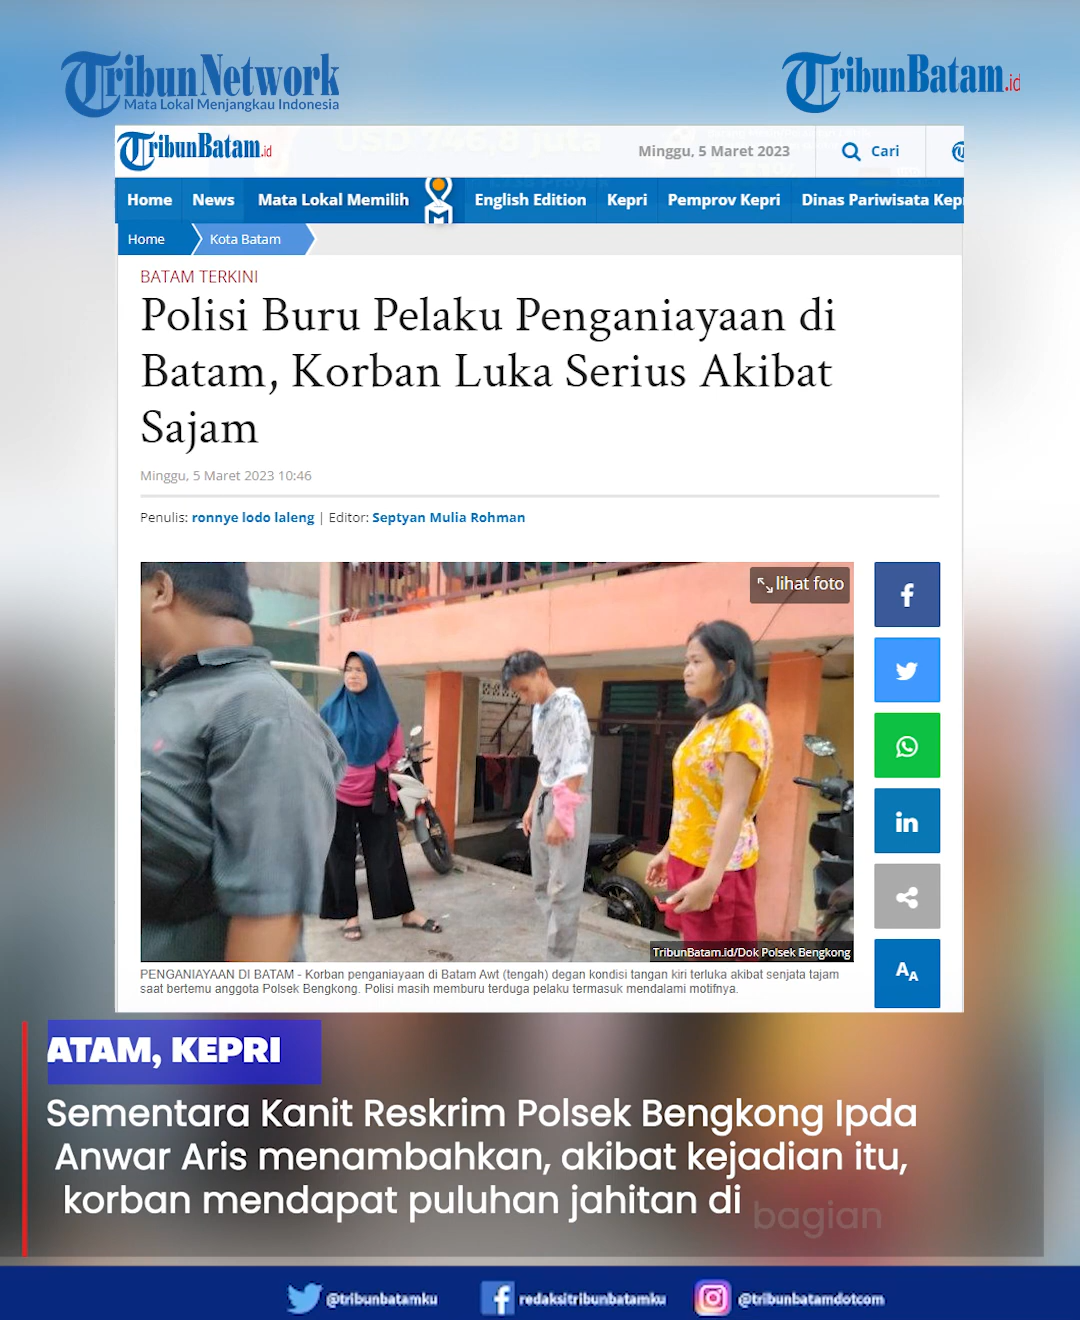 TribunNetwork
Mata Lokal Menjangkau Indonesia
TribunBatam.id
TribunBatam.id
Minggu, 5 Maret 2023
Cari
Home
News
Mata Lokal Memilih
English Edition
Kepri
Pemprov Kepri
Dinas Pariwisata Kep
Home
Kota Batam
BATAM TERKINI
Polisi Buru Pelaku Penganiayaan di
Batam, Korban Luka Serius Akibat
Sajam
Minggu, 5 Maret 2023 10:46
Penulis: ronnye lodo laleng | Editor: Septyan Mulia Rohman
lihat foto
TribunBatam.id/Dok Polsek Bengkong
PENGANIAYAAN DI BATAM - Korban penganiayaan di Batam Awt (tengah) degan kondisi tangan kiri terluka akibat senjata tajam
saat bertemu anggota Polsek Bengkong. Polisi masih memburu terduga pelaku termasuk mendalami motifnya.
AA
ATAM, KEPRI
Sementara Kanit Reskrim Polsek Bengkong Ipda
Anwar Aris menambahkan, akibat kejadian itu,
korban mendapat puluhan jahitan di bagian
@tribunbatamku
redaksitribunbatamku
@tribunbatamdotcom